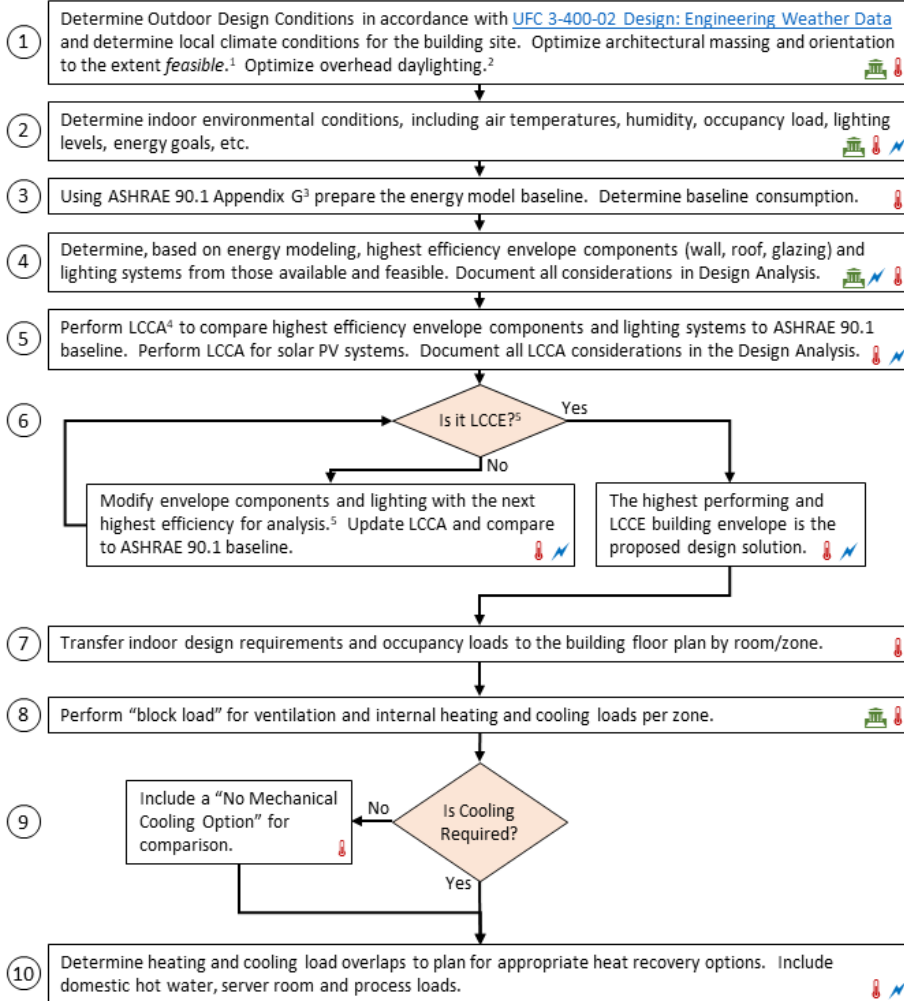 1
Determine Outdoor Design Conditions in accordance with UFC 3-400-02 Design: Engineering Weather Data
and determine local climate conditions for the building site. Optimize architectural massing and orientation
to the extent feasible.¹ Optimize overhead daylighting.²
2
Determine indoor environmental conditions, including air temperatures, humidity, occupancy load, lighting
levels, energy goals, etc.
3
Using ASHRAE 90.1 Appendix G³ prepare the energy model baseline. Determine baseline consumption.
4
Determine, based on energy modeling, highest efficiency envelope components (wall, roof, glazing) and
lighting systems from those available and feasible. Document all considerations in Design Analysis.
5
Perform LCCA⁴ to compare highest efficiency envelope components and lighting systems to ASHRAE 90.1
baseline. Perform LCCA for solar PV systems. Document all LCCA considerations in the Design Analysis.
6
Is it LCCE?⁵
Yes
No
Modify envelope components and lighting with the next
highest efficiency for analysis.⁵ Update LCCA and compare
to ASHRAE 90.1 baseline.
The highest performing and
LCCE building envelope is the
proposed design solution.
7
Transfer indoor design requirements and occupancy loads to the building floor plan by room/zone.
8
Perform “block load” for ventilation and internal heating and cooling loads per zone.
9
Include a “No Mechanical
Cooling Option” for
comparison.
No
Is Cooling
Required?
Yes
10
Determine heating and cooling load overlaps to plan for appropriate heat recovery options. Include
domestic hot water, server room and process loads.